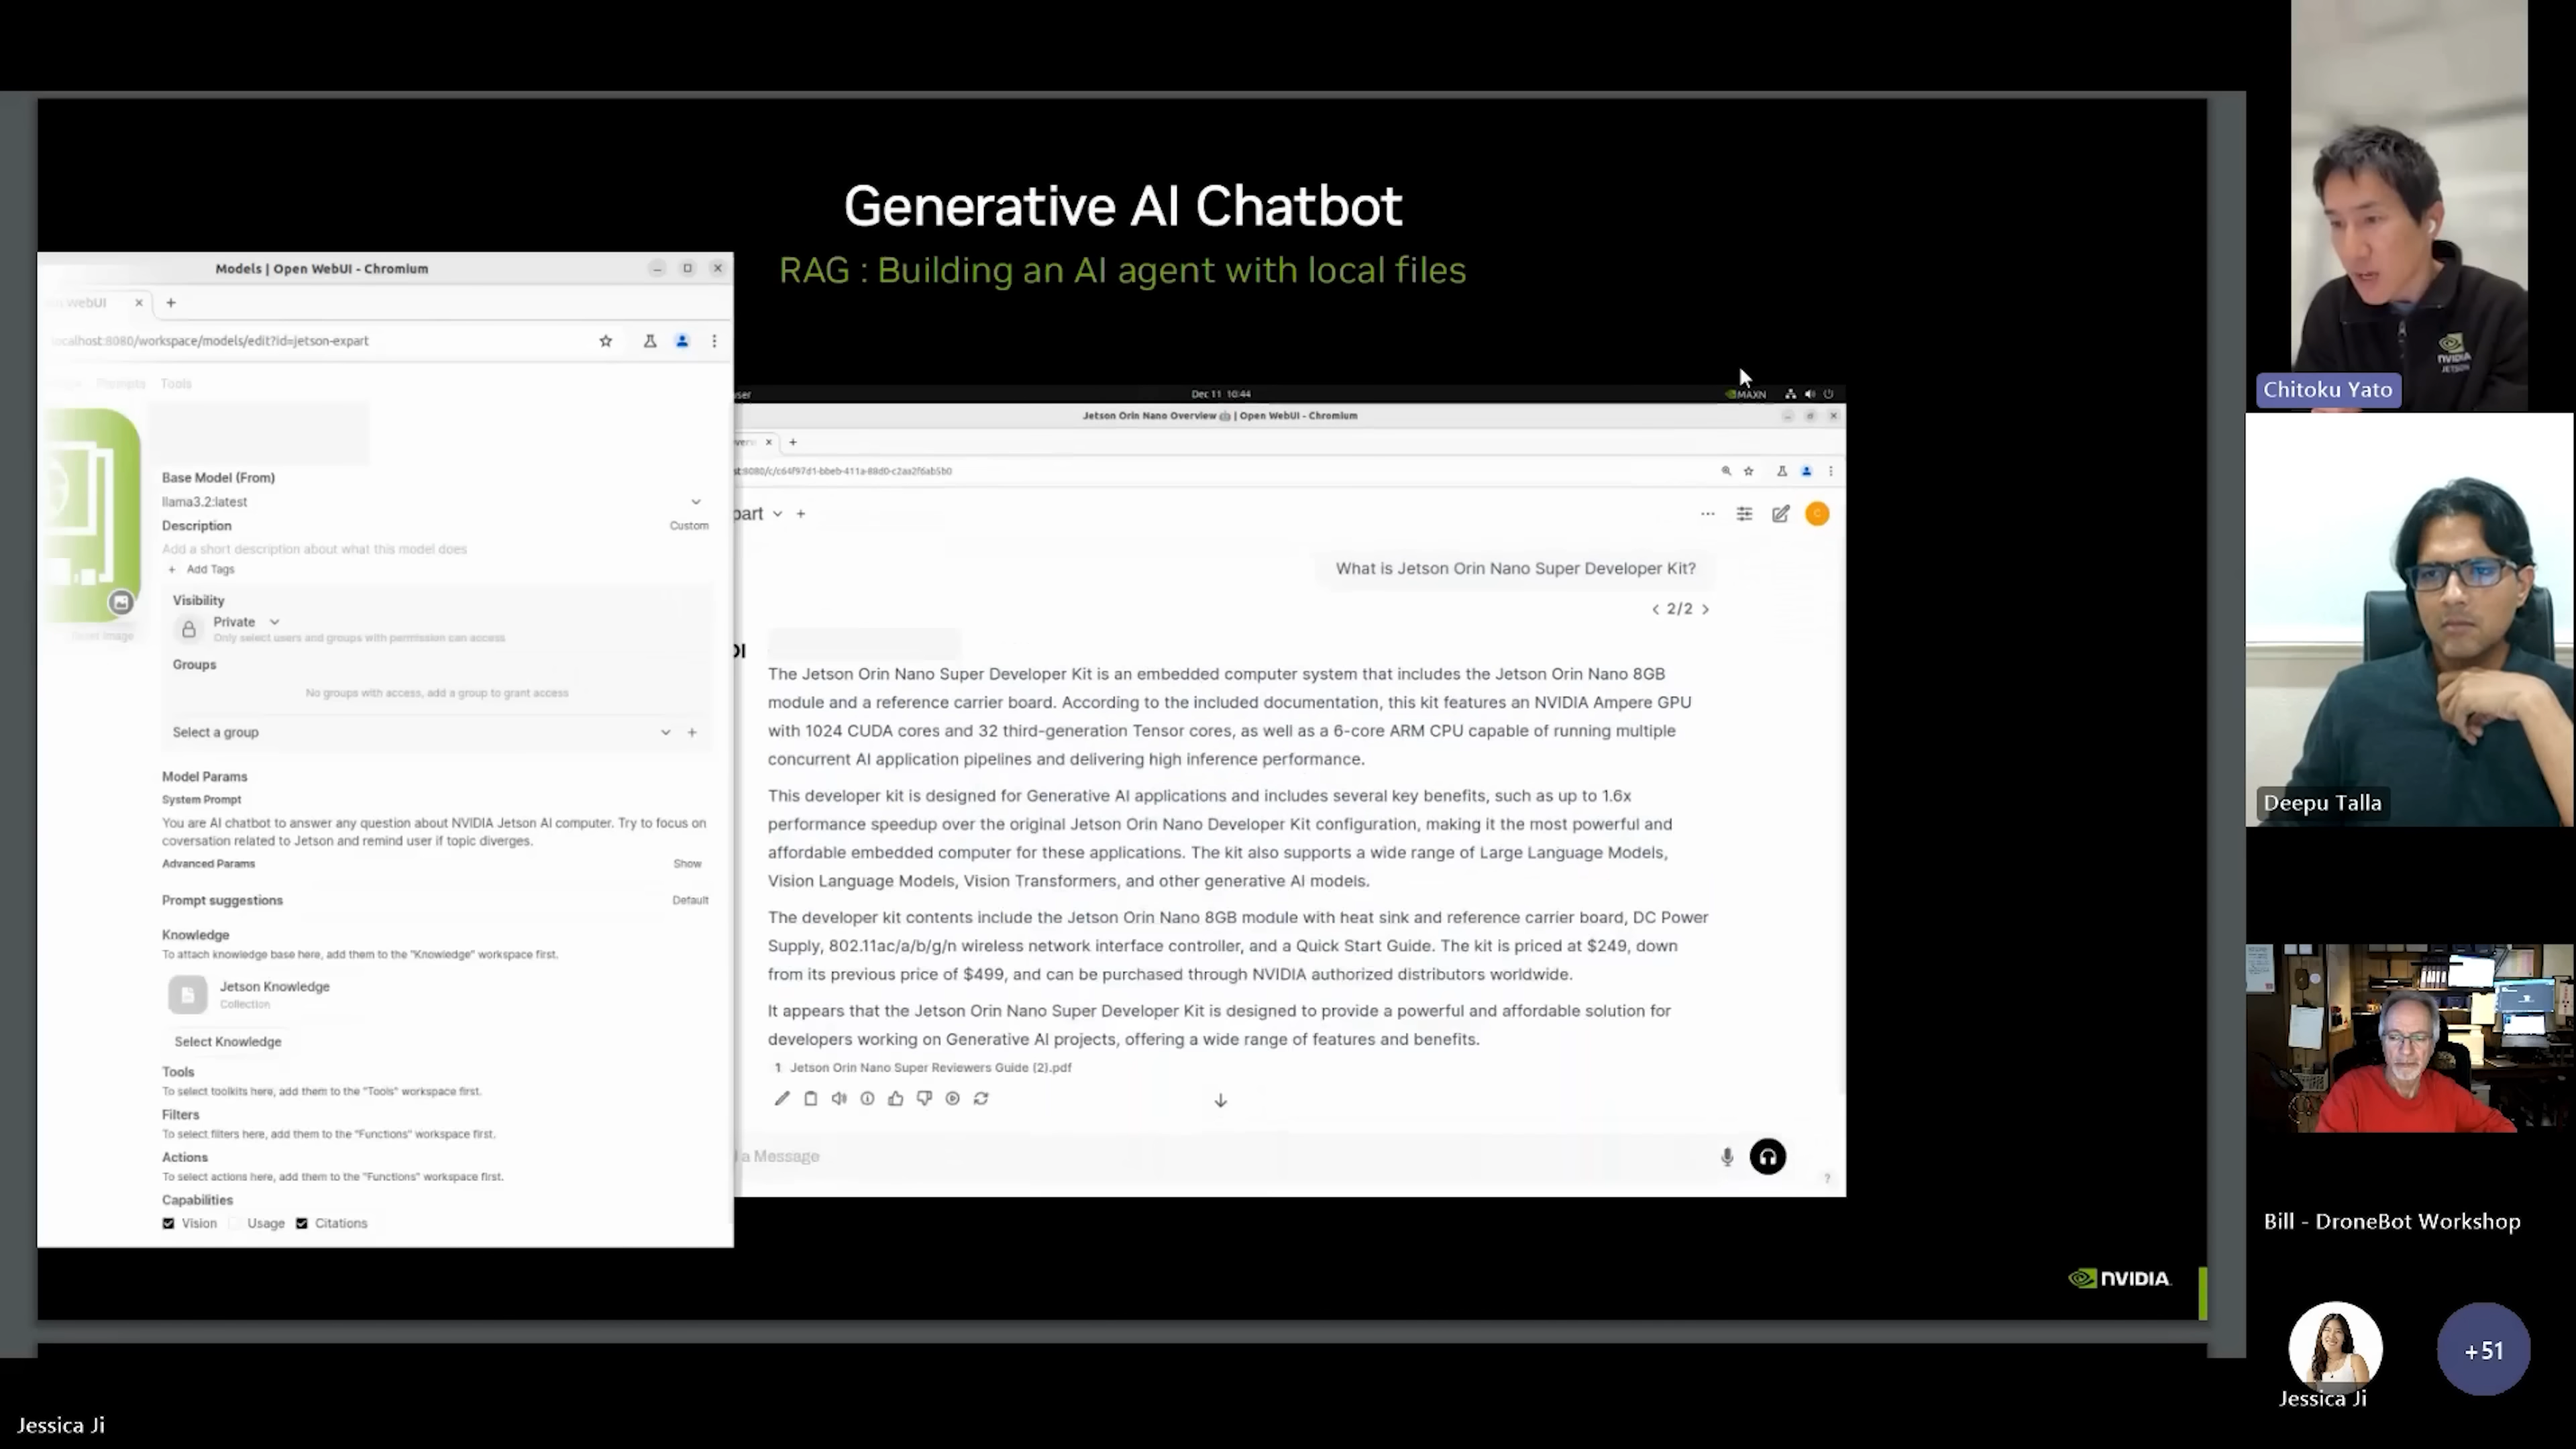 Generative AI Chatbot
RAG : Building an AI agent with local files
Models | Open WebUI - Chromium
WebUI
localhost:8080/workspace/models/edit?id=jetson-expart
Prompts Tools
Base Model (From)
llama3.2:latest
Description Custom
Add a short description about what this model does
+ Add Tags
Visibility
Private
Only select users and groups with permission can access
Groups
No groups with access, add a group to grant access
Select a group
Model Params
System Prompt
You are AI chatbot to answer any question about NVIDIA Jetson AI computer. Try to focus on
coversation related to Jetson and remind user if topic diverges.
Advanced Params Show
Prompt suggestions Default
Knowledge
To attach knowledge base here, add them to the "Knowledge" workspace first.
Jetson Knowledge
Collection
Select Knowledge
Tools
To select toolkits here, add them to the "Tools" workspace first.
Filters
To select filters here, add them to the "Functions" workspace first.
Actions
To select actions here, add them to the "Functions" workspace first.
Capabilities
Vision Usage Citations
Dec 11 10:44
MAXN
Jetson Orin Nano Overview | Open WebUI - Chromium
:8080/c/c64f97d1-bbeb-411a-88d0-c2aa2f6ab5b0
part
C
What is Jetson Orin Nano Super Developer Kit?
2/2
The Jetson Orin Nano Super Developer Kit is an embedded computer system that includes the Jetson Orin Nano 8GB
module and a reference carrier board. According to the included documentation, this kit features an NVIDIA Ampere GPU
with 1024 CUDA cores and 32 third-generation Tensor cores, as well as a 6-core ARM CPU capable of running multiple
concurrent AI application pipelines and delivering high inference performance.
This developer kit is designed for Generative AI applications and includes several key benefits, such as up to 1.6x
performance speedup over the original Jetson Orin Nano Developer Kit configuration, making it the most powerful and
affordable embedded computer for these applications. The kit also supports a wide range of Large Language Models,
Vision Language Models, Vision Transformers, and other generative AI models.
The developer kit contents include the Jetson Orin Nano 8GB module with heat sink and reference carrier board, DC Power
Supply, 802.11ac/a/b/g/n wireless network interface controller, and a Quick Start Guide. The kit is priced at $249, down
from its previous price of $499, and can be purchased through NVIDIA authorized distributors worldwide.
It appears that the Jetson Orin Nano Super Developer Kit is designed to provide a powerful and affordable solution for
developers working on Generative AI projects, offering a wide range of features and benefits.
1 Jetson Orin Nano Super Reviewers Guide (2).pdf
a Message
?
NVIDIA.
NVIDIA
JETSON
Chitoku Yato
Deepu Talla
Bill - DroneBot Workshop
Jessica Ji
+51
Jessica Ji